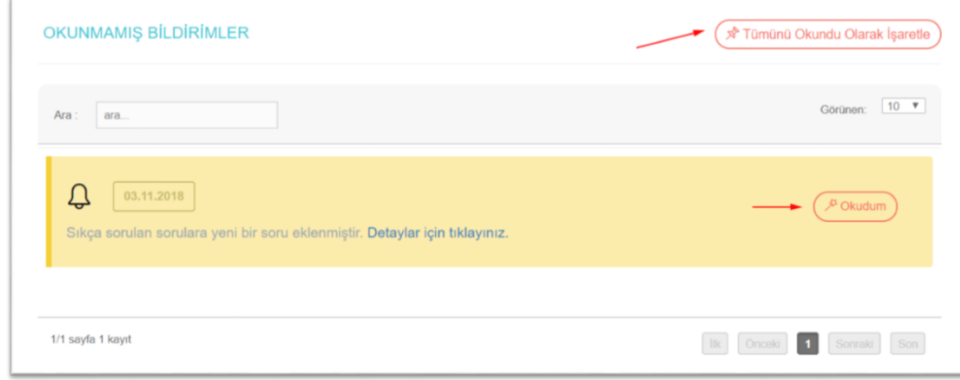 OKUNMAMIŞ BİLDİRİMLER
Tümünü Okundu Olarak İşaretle
Ara :
ara...
Görünen:
10
03.11.2018
Okudum
Sıkça sorulan sorulara yeni bir soru eklenmiştir. Detaylar için tıklayınız.
1/1 sayfa 1 kayıt
İlk
Önceki
1
Sonraki
Son